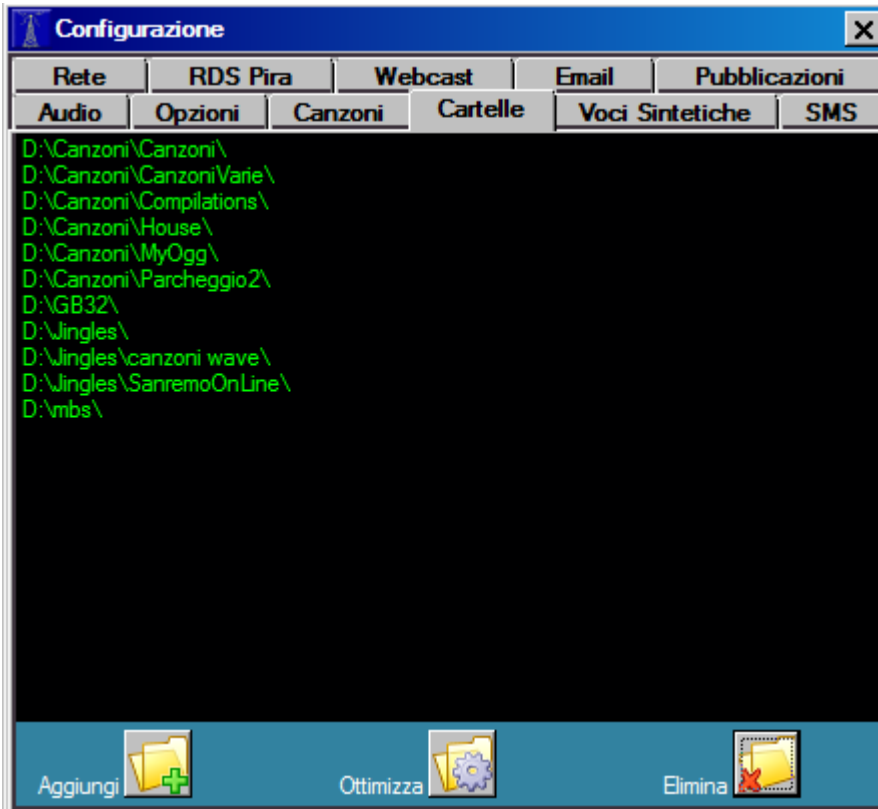 Configurazione
Rete RDS Pira Webcast Email Pubblicazioni
Audio Opzioni Canzoni Cartelle Voci Sintetiche SMS
D:\Canzoni\Canzoni\
D:\Canzoni\CanzoniVarie\
D:\Canzoni\Compilations\
D:\Canzoni\House\
D:\Canzoni\MyOgg\
D:\Canzoni\Parcheggio2\
D:\GB32\
D:\Jingles\
D:\Jingles\canzoni wave\
D:\Jingles\SanremoOnLine\
D:\mbs\
Aggiungi Ottimizza Elimina